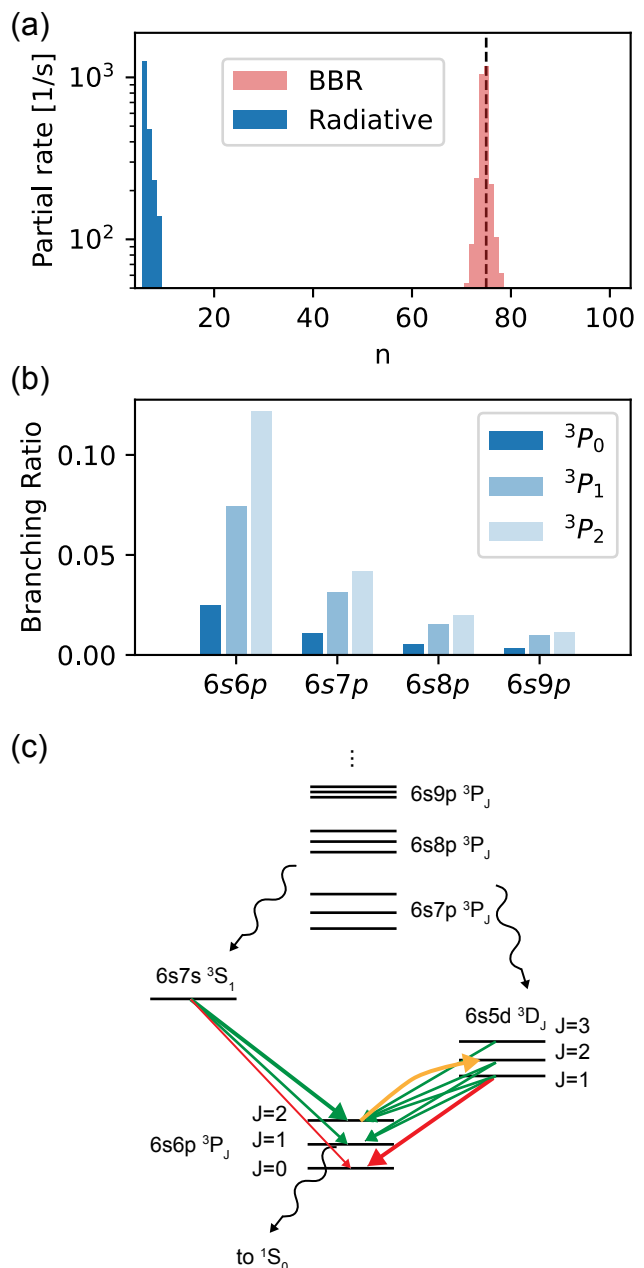 (a)
Partial rate [1/s]
10³
10²
BBR
Radiative
20
40
60
80
100
n
(b)
Branching Ratio
0.10
0.05
0.00
³P₀
³P₁
³P₂
6s6p
6s7p
6s8p
6s9p
(c)
...
6s9p ³P_J
6s8p ³P_J
6s7p ³P_J
6s7s ³S₁
6s5d ³D_J
J=3
J=2
J=1
6s6p ³P_J
J=2
J=1
J=0
to ¹S₀